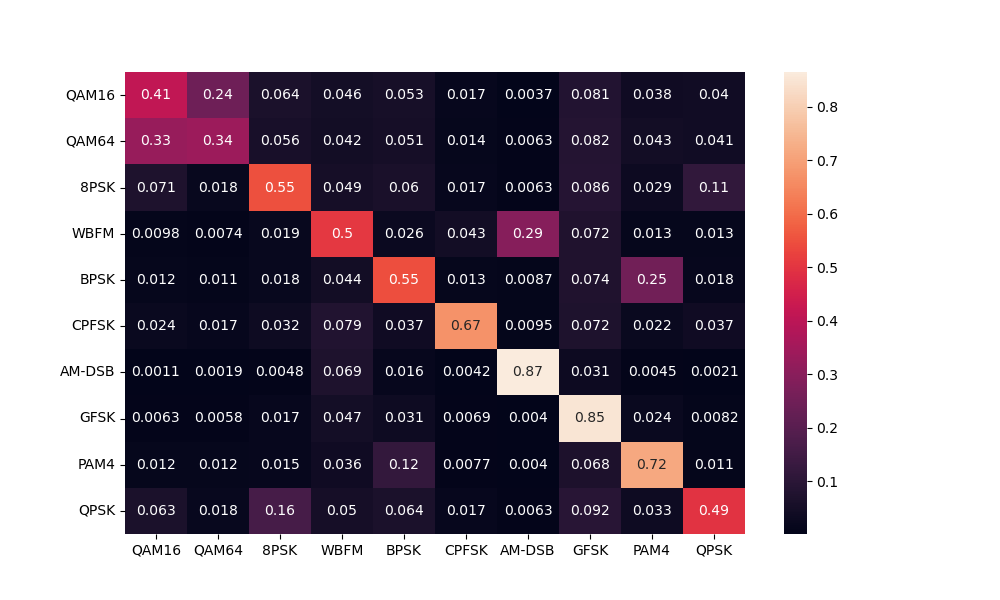 QAM16 0.41 0.24 0.064 0.046 0.053 0.017 0.0037 0.081 0.038 0.04
QAM64 0.33 0.34 0.056 0.042 0.051 0.014 0.0063 0.082 0.043 0.041
8PSK 0.071 0.018 0.55 0.049 0.06 0.017 0.0063 0.086 0.029 0.11
WBFM 0.0098 0.0074 0.019 0.5 0.026 0.043 0.29 0.072 0.013 0.013
BPSK 0.012 0.011 0.018 0.044 0.55 0.013 0.0087 0.074 0.25 0.018
CPFSK 0.024 0.017 0.032 0.079 0.037 0.67 0.0095 0.072 0.022 0.037
AM-DSB 0.0011 0.0019 0.0048 0.069 0.016 0.0042 0.87 0.031 0.0045 0.0021
GFSK 0.0063 0.0058 0.017 0.047 0.031 0.0069 0.004 0.85 0.024 0.0082
PAM4 0.012 0.012 0.015 0.036 0.12 0.0077 0.004 0.068 0.72 0.011
QPSK 0.063 0.018 0.16 0.05 0.064 0.017 0.0063 0.092 0.033 0.49
QAM16 QAM64 8PSK WBFM BPSK CPFSK AM-DSB GFSK PAM4 QPSK
0.8
0.7
0.6
0.5
0.4
0.3
0.2
0.1